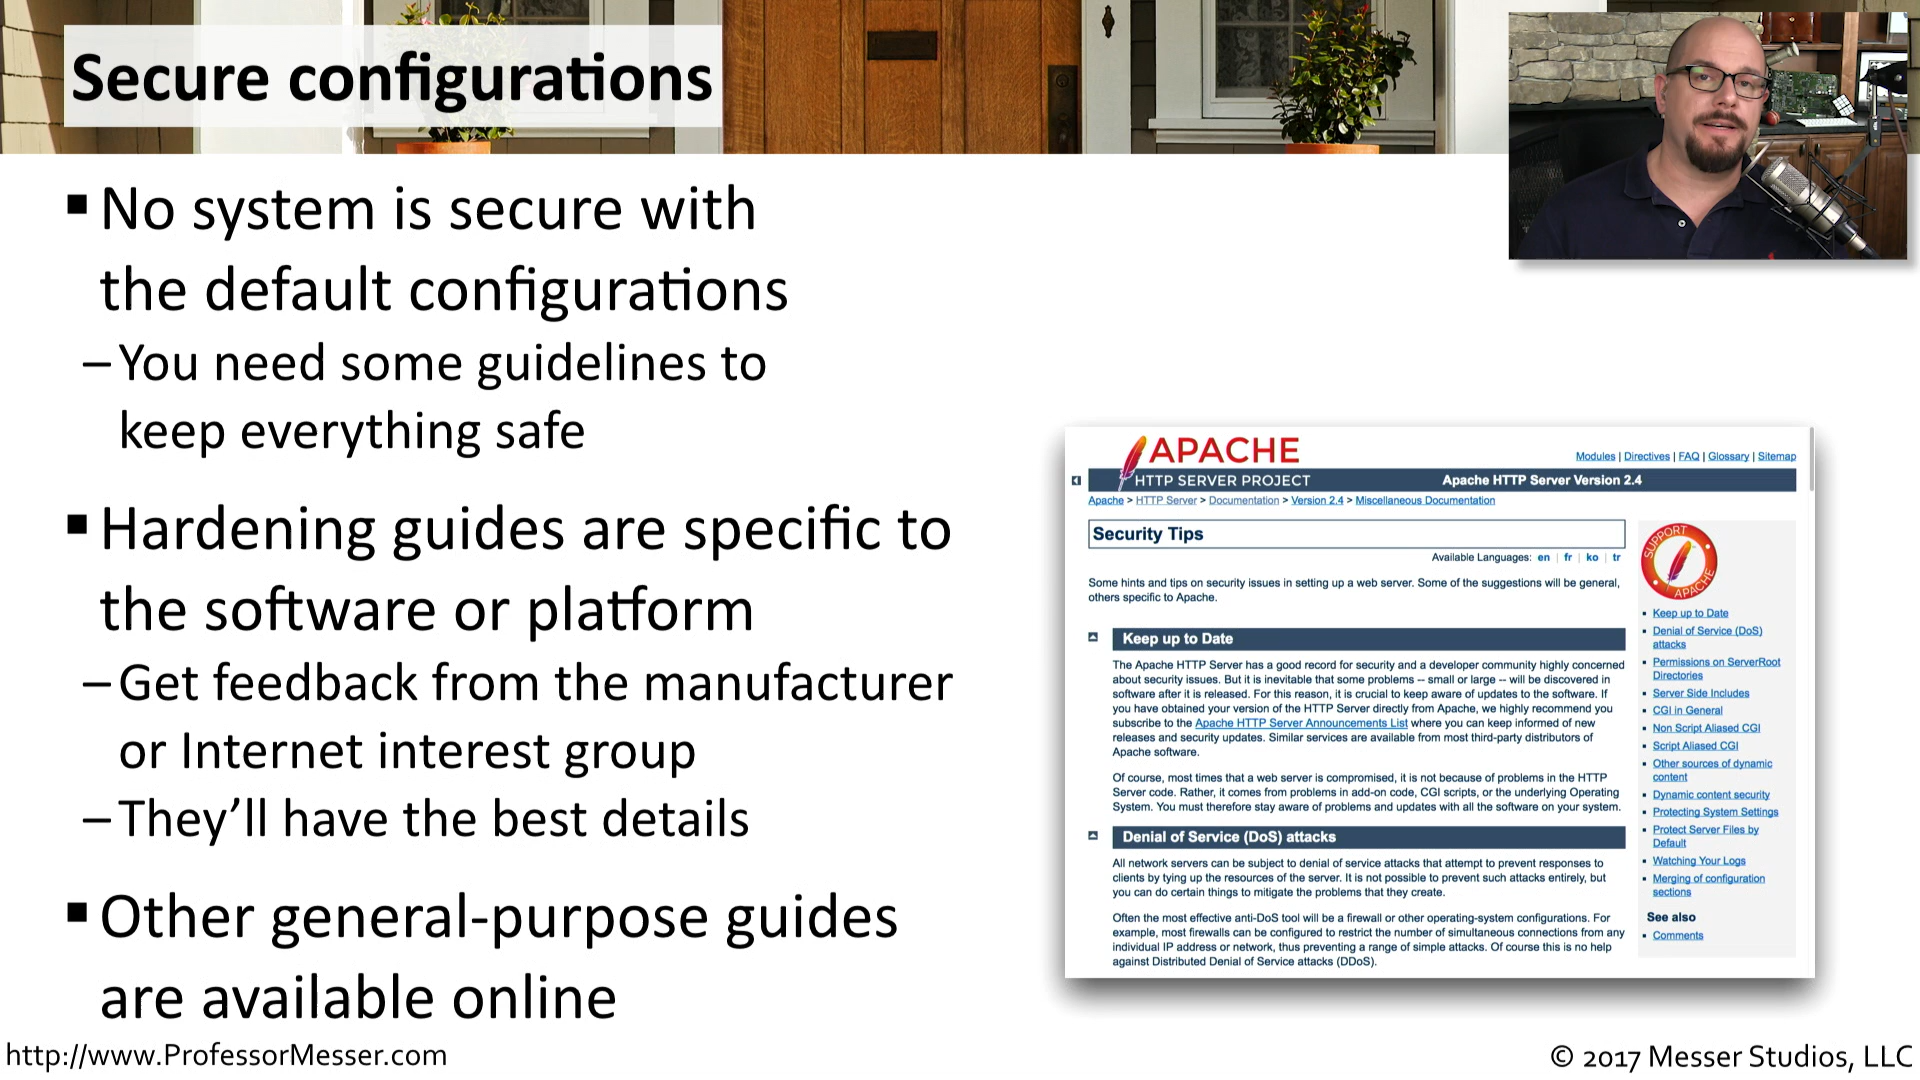 Secure configurations
▪ No system is secure with
the default configurations
– You need some guidelines to
keep everything safe
▪ Hardening guides are specific to
the software or platform
– Get feedback from the manufacturer
or Internet interest group
– They’ll have the best details
▪ Other general-purpose guides
are available online
APACHE
HTTP SERVER PROJECT
Modules | Directives | FAQ | Glossary | Sitemap
Apache HTTP Server Version 2.4
Apache > HTTP Server > Documentation > Version 2.4 > Miscellaneous Documentation
Security Tips
Available Languages: en | fr | ko | tr
Some hints and tips on security issues in setting up a web server. Some of the suggestions will be general,
others specific to Apache.
Keep up to Date
The Apache HTTP Server has a good record for security and a developer community highly concerned
about security issues. But it is inevitable that some problems -- small or large -- will be discovered in
software after it is released. For this reason, it is crucial to keep aware of updates to the software. If
you have obtained your version of the HTTP Server directly from Apache, we highly recommend you
subscribe to the Apache HTTP Server Announcements List where you can keep informed of new
releases and security updates. Similar services are available from most third-party distributors of
Apache software.
Of course, most times that a web server is compromised, it is not because of problems in the HTTP
Server code. Rather, it comes from problems in add-on code, CGI scripts, or the underlying Operating
System. You must therefore stay aware of problems and updates with all the software on your system.
Denial of Service (DoS) attacks
All network servers can be subject to denial of service attacks that attempt to prevent responses to
clients by tying up the resources of the server. It is not possible to prevent such attacks entirely, but
you can do certain things to mitigate the problems that they create.
Often the most effective anti-DoS tool will be a firewall or other operating-system configurations. For
example, most firewalls can be configured to restrict the number of simultaneous connections from any
individual IP address or network, thus preventing a range of simple attacks. Of course this is no help
against Distributed Denial of Service attacks (DDoS).
SUPPORT
APACHE
▪ Keep up to Date
▪ Denial of Service (DoS)
attacks
▪ Permissions on ServerRoot
Directories
▪ Server Side Includes
▪ CGI in General
▪ Non Script Aliased CGI
▪ Script Aliased CGI
▪ Other sources of dynamic
content
▪ Dynamic content security
▪ Protecting System Settings
▪ Protect Server Files by
Default
▪ Watching Your Logs
▪ Merging of configuration
sections
See also
▪ Comments
http://www.ProfessorMesser.com
© 2017 Messer Studios, LLC